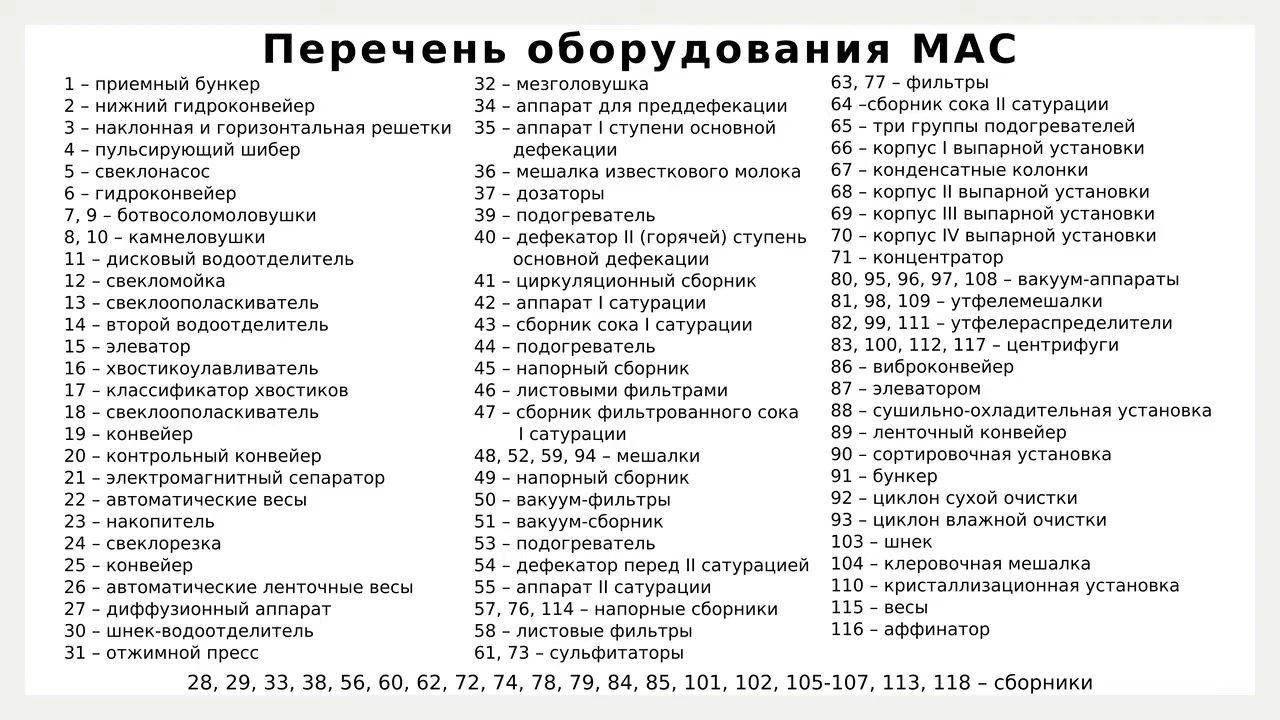 Перечень оборудования МАС
1 – приемный бункер
2 – нижний гидроконвейер
3 – наклонная и горизонтальная решетки
4 – пульсирующий шибер
5 – свеклонасос
6 – гидроконвейер
7, 9 – ботвосоломоловушки
8, 10 – камнеловушки
11 – дисковый водоотделитель
12 – свекломойка
13 – свеклоополаскиватель
14 – второй водоотделитель
15 – элеватор
16 – хвостикоулавливатель
17 – классификатор хвостиков
18 – свеклоополаскиватель
19 – конвейер
20 – контрольный конвейер
21 – электромагнитный сепаратор
22 – автоматические весы
23 – накопитель
24 – свеклорезка
25 – конвейер
26 – автоматические ленточные весы
27 – диффузионный аппарат
30 – шнек-водоотделитель
31 – отжимной пресс
32 – мезголовушка
34 – аппарат для преддефекации
35 – аппарат I ступени основной
дефекации
36 – мешалка известкового молока
37 – дозаторы
39 – подогреватель
40 – дефекатор II (горячей) ступень
основной дефекации
41 – циркуляционный сборник
42 – аппарат I сатурации
43 – сборник сока I сатурации
44 – подогреватель
45 – напорный сборник
46 – листовыми фильтрами
47 – сборник фильтрованного сока
I сатурации
48, 52, 59, 94 – мешалки
49 – напорный сборник
50 – вакуум-фильтры
51 – вакуум-сборник
53 – подогреватель
54 – дефекатор перед II сатурацией
55 – аппарат II сатурации
57, 76, 114 – напорные сборники
58 – листовые фильтры
61, 73 – сульфитаторы
63, 77 – фильтры
64 –сборник сока II сатурации
65 – три группы подогревателей
66 – корпус I выпарной установки
67 – конденсатные колонки
68 – корпус II выпарной установки
69 – корпус III выпарной установки
70 – корпус IV выпарной установки
71 – концентратор
80, 95, 96, 97, 108 – вакуум-аппараты
81, 98, 109 – утфелемешалки
82, 99, 111 – утфелераспределители
83, 100, 112, 117 – центрифуги
86 – виброконвейер
87 – элеватором
88 – сушильно-охладительная установка
89 – ленточный конвейер
90 – сортировочная установка
91 – бункер
92 – циклон сухой очистки
93 – циклон влажной очистки
103 – шнек
104 – клеровочная мешалка
110 – кристаллизационная установка
115 – весы
116 – аффинатор
28, 29, 33, 38, 56, 60, 62, 72, 74, 78, 79, 84, 85, 101, 102, 105-107, 113, 118 – сборники